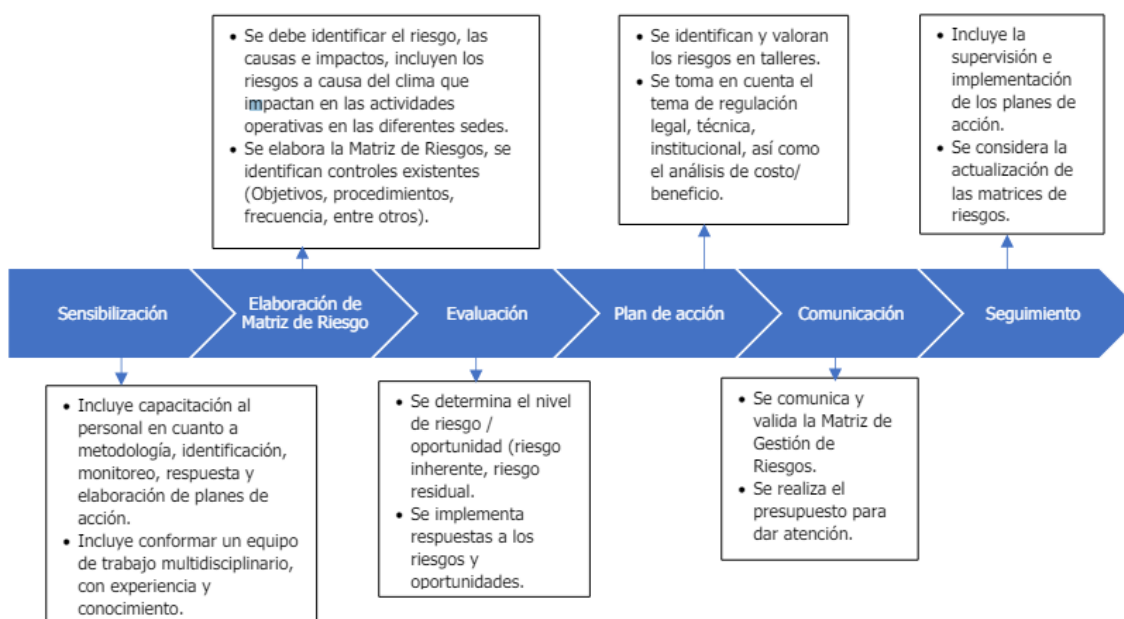 • Se debe identificar el riesgo, las
causas e impactos, incluyen los
riesgos a causa del clima que
impactan en las actividades
operativas en las diferentes sedes.
• Se elabora la Matriz de Riesgos, se
identifican controles existentes
(Objetivos, procedimientos,
frecuencia, entre otros).
• Se identifican y valoran
los riesgos en talleres.
• Se toma en cuenta el
tema de regulación
legal, técnica,
institucional, así como
el análisis de costo/
beneficio.
• Incluye la
supervisión e
implementación
de los planes de
acción.
• Se considera la
actualización de
las matrices de
riesgos.
Sensibilización
Elaboración de
Matriz de Riesgo
Evaluación
Plan de acción
Comunicación
Seguimiento
• Incluye capacitación al
personal en cuanto a
metodología, identificación,
monitoreo, respuesta y
elaboración de planes de
acción.
• Incluye conformar un equipo
de trabajo multidisciplinario,
con experiencia y
conocimiento.
• Se determina el nivel
de riesgo /
oportunidad (riesgo
inherente, riesgo
residual.
• Se implementa
respuestas a los
riesgos y
oportunidades.
• Se comunica y
valida la Matriz de
Gestión de
Riesgos.
• Se realiza el
presupuesto para
dar atención.